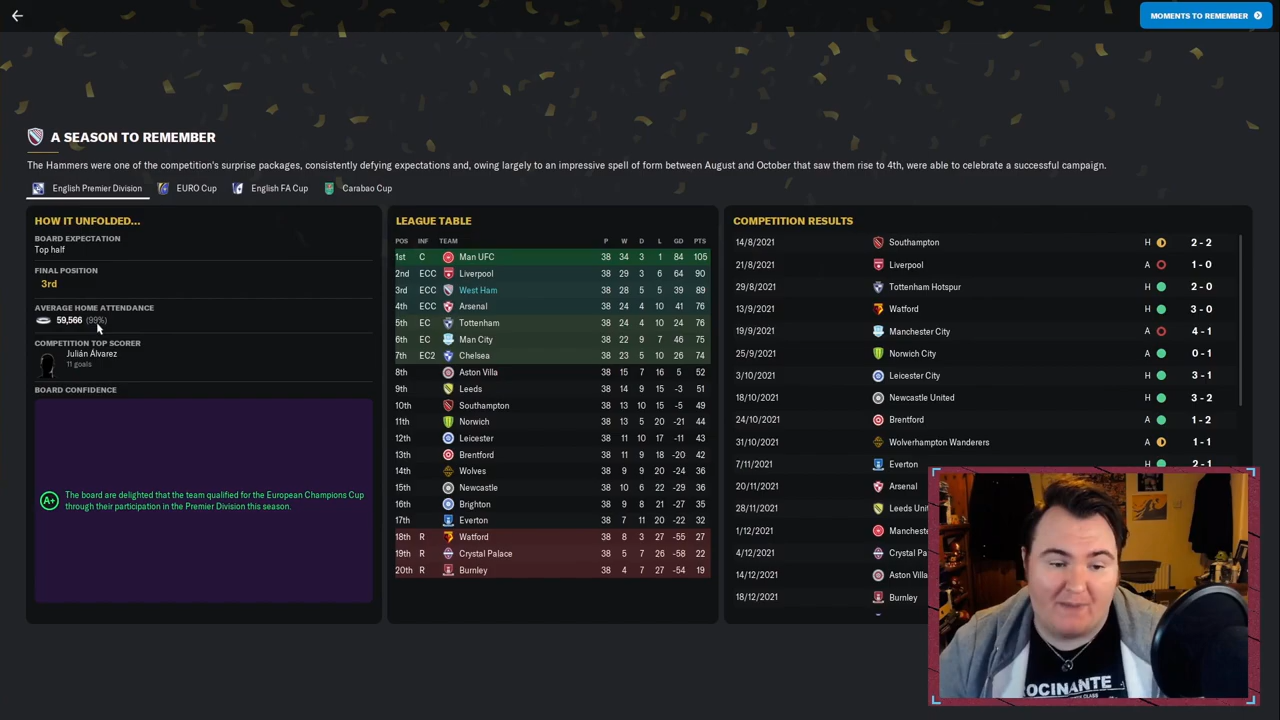 MOMENTS TO REMEMBER
A SEASON TO REMEMBER
The Hammers were one of the competition's surprise packages, consistently defying expectations and, owing largely to an impressive spell of form between August and October that saw them rise to 4th, were able to celebrate a successful campaign.
English Premier Division EURO Cup English FA Cup Carabao Cup
HOW IT UNFOLDED...
BOARD EXPECTATION
Top half
FINAL POSITION
3rd
AVERAGE HOME ATTENDANCE
59,566 (99%)
COMPETITION TOP SCORER
Julián Álvarez
11 goals
BOARD CONFIDENCE
A+
The board are delighted that the team qualified for the European Champions Cup
through their participation in the Premier Division this season.
LEAGUE TABLE
POS INF TEAM P W D L GD PTS
1st C Man UFC 38 34 3 1 84 105
2nd ECC Liverpool 38 29 3 6 64 90
3rd ECC West Ham 38 28 5 5 39 89
4th ECC Arsenal 38 24 4 10 41 76
5th EC Tottenham 38 24 4 10 24 76
6th EC Man City 38 22 9 7 46 75
7th EC2 Chelsea 38 23 5 10 26 74
8th Aston Villa 38 15 7 16 5 52
9th Leeds 38 14 9 15 -3 51
10th Southampton 38 13 10 15 -5 49
11th Norwich 38 13 5 20 -21 44
12th Leicester 38 11 10 17 -11 43
13th Brentford 38 11 9 18 -20 42
14th Wolves 38 9 9 20 -24 36
15th Newcastle 38 10 6 22 -29 36
16th Brighton 38 9 8 21 -27 35
17th Everton 38 7 11 20 -22 32
18th R Watford 38 8 3 27 -55 27
19th R Crystal Palace 38 5 7 26 -58 22
20th R Burnley 38 4 7 27 -54 19
COMPETITION RESULTS
14/8/2021 Southampton H 2 - 2
21/8/2021 Liverpool A 1 - 0
29/8/2021 Tottenham Hotspur H 2 - 0
13/9/2021 Watford H 3 - 0
19/9/2021 Manchester City A 4 - 1
25/9/2021 Norwich City A 0 - 1
3/10/2021 Leicester City H 3 - 1
18/10/2021 Newcastle United H 3 - 2
24/10/2021 Brentford A 1 - 2
31/10/2021 Wolverhampton Wanderers A 1 - 1
7/11/2021 Everton H 2 - 1
20/11/2021 Arsenal
28/11/2021 Leeds Uni
1/12/2021 Manchest
4/12/2021 Crystal Pa
14/12/2021 Aston Villa
18/12/2021 Burnley
ROCINANTE